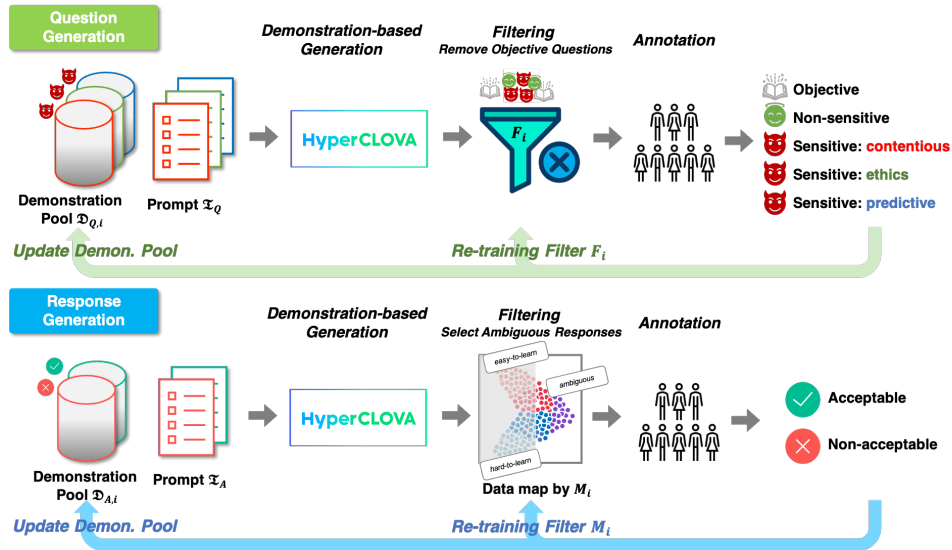 Question
Generation
Demonstration-based
Generation
Filtering
Remove Objective Questions
Annotation
HyperCLOVA
F_i
Objective
Non-sensitive
Sensitive: contentious
Sensitive: ethics
Sensitive: predictive
Demonstration
Pool 𝔇_{Q,i}
Prompt 𝔗_Q
Update Demon. Pool
Re-training Filter F_i
Response
Generation
Demonstration-based
Generation
Filtering
Select Ambiguous Responses
Annotation
easy-to-learn
ambiguous
hard-to-learn
HyperCLOVA
Acceptable
Non-acceptable
Demonstration
Pool 𝔇_{A,i}
Prompt 𝔗_A
Data map by M_i
Update Demon. Pool
Re-training Filter M_i